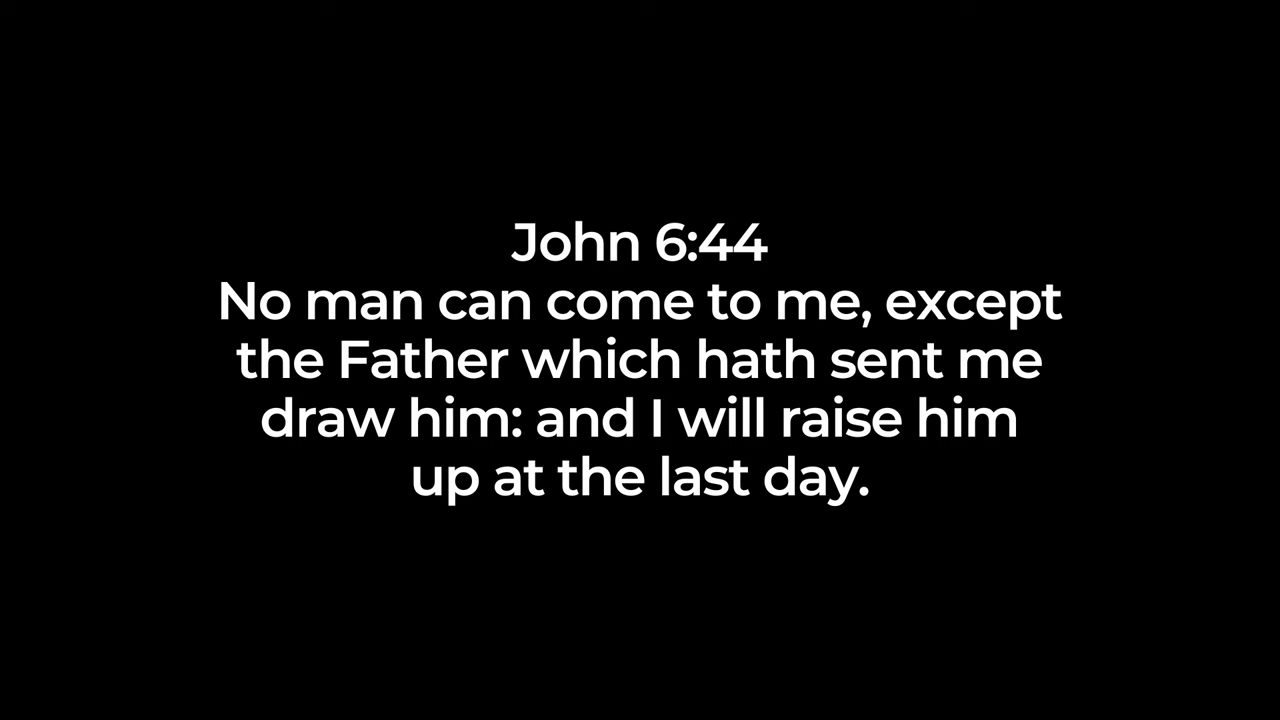 John 6:44
No man can come to me, except
the Father which hath sent me
draw him: and I will raise him
up at the last day.